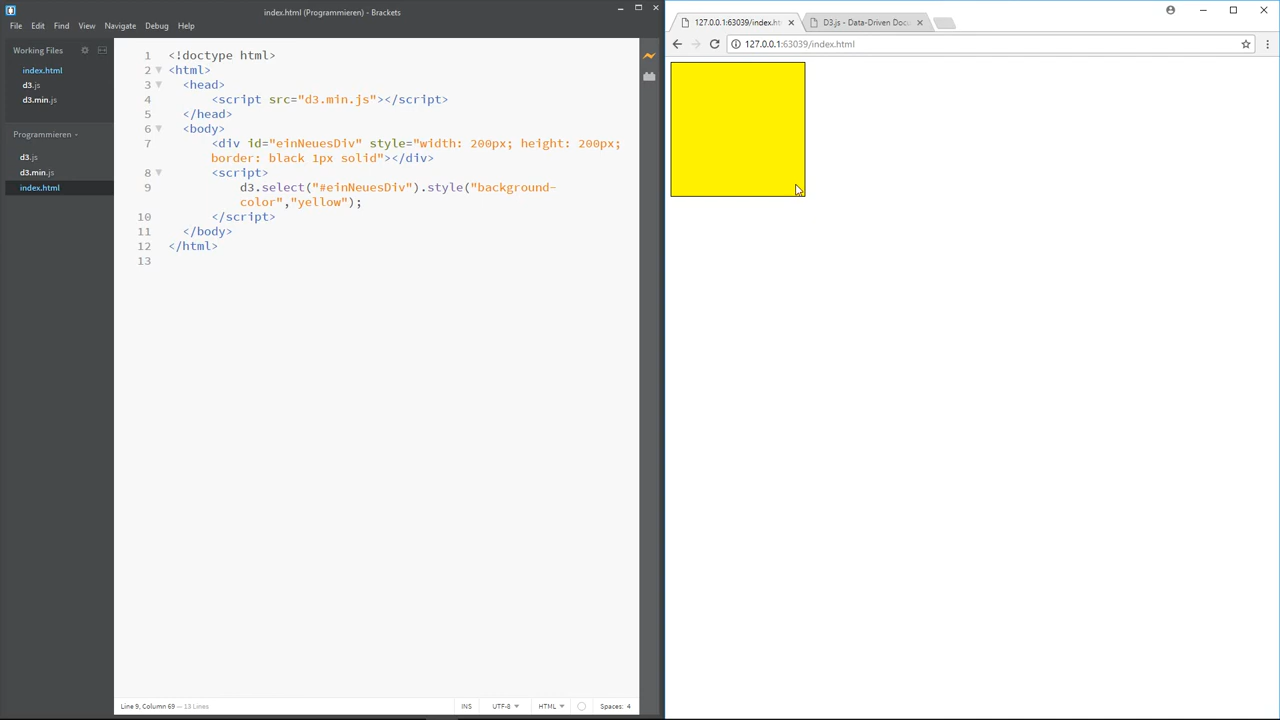 index.html (Programmieren) - Brackets
File Edit Find View Navigate Debug Help
Working Files
index.html
d3.js
d3.min.js
Programmieren
d3.js
d3.min.js
index.html
1 <!doctype html>
2 <html>
3 <head>
4 <script src="d3.min.js"></script>
5 </head>
6 <body>
7 <div id="einNeuesDiv" style="width: 200px; height: 200px;
border: black 1px solid"></div>
8 <script>
9 d3.select("#einNeuesDiv").style("background-
color","yellow");
10 </script>
11 </body>
12 </html>
13
Line 9, Column 69 — 13 Lines
INS UTF-8 HTML Spaces: 4
127.0.0.1:63039/index.ht
D3.js - Data-Driven Docu
127.0.0.1:63039/index.html